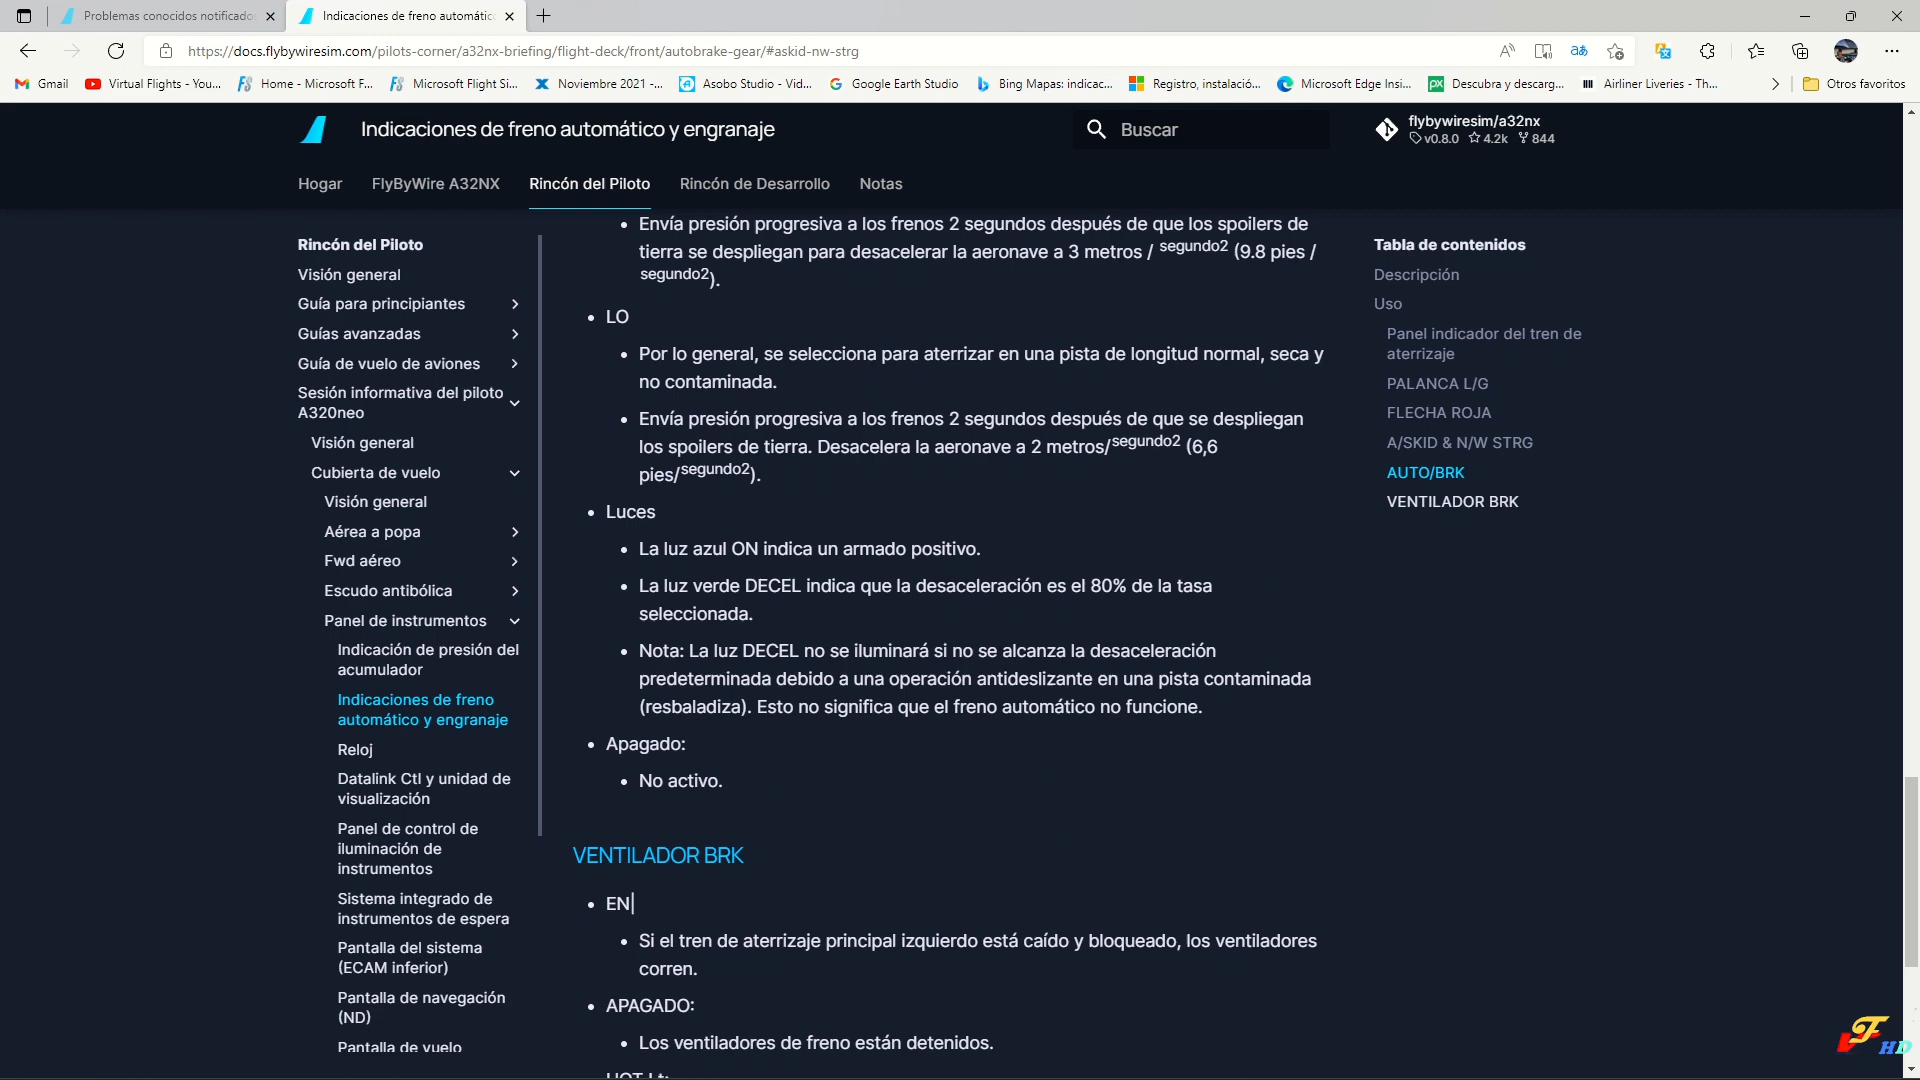 Problemas conocidos notificado
Indicaciones de freno automátic
https://docs.flybywiresim.com/pilots-corner/a32nx-briefing/flight-deck/front/autobrake-gear/#askid-nw-strg
Gmail
Virtual Flights - You...
Home - Microsoft F...
Microsoft Flight Si...
Noviembre 2021 -...
Asobo Studio - Vid...
Google Earth Studio
Bing Mapas: indicac...
Registro, instalació...
Microsoft Edge Insi...
Descubra y descarg...
Airliner Liveries - Th...
Otros favoritos
Indicaciones de freno automático y engranaje
Buscar
flybywiresim/a32nx
v0.8.0 4.2k 844
Hogar
FlyByWire A32NX
Rincón del Piloto
Rincón de Desarrollo
Notas
Rincón del Piloto
Visión general
Guía para principiantes
Guías avanzadas
Guía de vuelo de aviones
Sesión informativa del piloto
A320neo
Visión general
Cubierta de vuelo
Visión general
Aérea a popa
Fwd aéreo
Escudo antibólica
Panel de instrumentos
Indicación de presión del
acumulador
Indicaciones de freno
automático y engranaje
Reloj
Datalink Ctl y unidad de
visualización
Panel de control de
iluminación de
instrumentos
Sistema integrado de
instrumentos de espera
Pantalla del sistema
(ECAM inferior)
Pantalla de navegación
(ND)
Pantalla de vuelo
• Envía presión progresiva a los frenos 2 segundos después de que los spoilers de
tierra se despliegan para desacelerar la aeronave a 3 metros / segundo2 (9.8 pies /
segundo2).
• LO
• Por lo general, se selecciona para aterrizar en una pista de longitud normal, seca y
no contaminada.
• Envía presión progresiva a los frenos 2 segundos después de que se despliegan
los spoilers de tierra. Desacelera la aeronave a 2 metros/segundo2 (6,6
pies/segundo2).
• Luces
• La luz azul ON indica un armado positivo.
• La luz verde DECEL indica que la desaceleración es el 80% de la tasa
seleccionada.
• Nota: La luz DECEL no se iluminará si no se alcanza la desaceleración
predeterminada debido a una operación antideslizante en una pista contaminada
(resbaladiza). Esto no significa que el freno automático no funcione.
• Apagado:
• No activo.
VENTILADOR BRK
• EN
• Si el tren de aterrizaje principal izquierdo está caído y bloqueado, los ventiladores
corren.
• APAGADO:
• Los ventiladores de freno están detenidos.
Tabla de contenidos
Descripción
Uso
Panel indicador del tren de
aterrizaje
PALANCA L/G
FLECHA ROJA
A/SKID & N/W STRG
AUTO/BRK
VENTILADOR BRK
VF HD